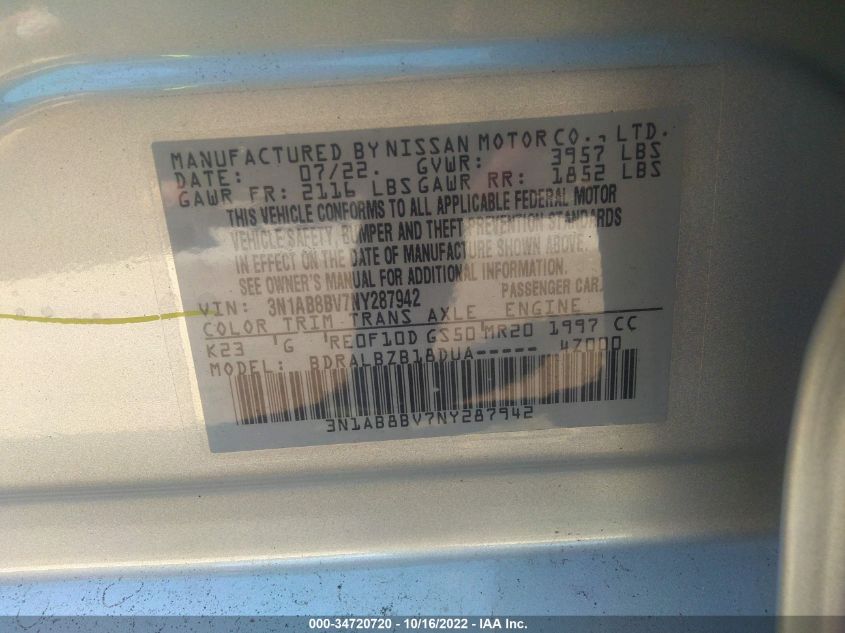 MANUFACTURED BY NISSAN MOTOR CO., LTD.
DATE: 07/22. GVWR: 3957 LBS
GAWR FR: 2116 LBS GAWR RR: 1852 LBS
THIS VEHICLE CONFORMS TO ALL APPLICABLE FEDERAL MOTOR
VEHICLE SAFETY, BUMPER AND THEFT PREVENTION STANDARDS
IN EFFECT ON THE DATE OF MANUFACTURE SHOWN ABOVE.
SEE OWNER'S MANUAL FOR ADDITIONAL INFORMATION.
VIN: 3N1AB8BV7NY287942 PASSENGER CAR.
COLOR TRIM TRANS AXLE ENGINE
K23 G RE0F10D GS50 MR20 1997 CC
MODEL: BDRALBZB18DUA----- 4Z000
3N1AB8BV7NY287942
000-34720720 - 10/16/2022 - IAA Inc.